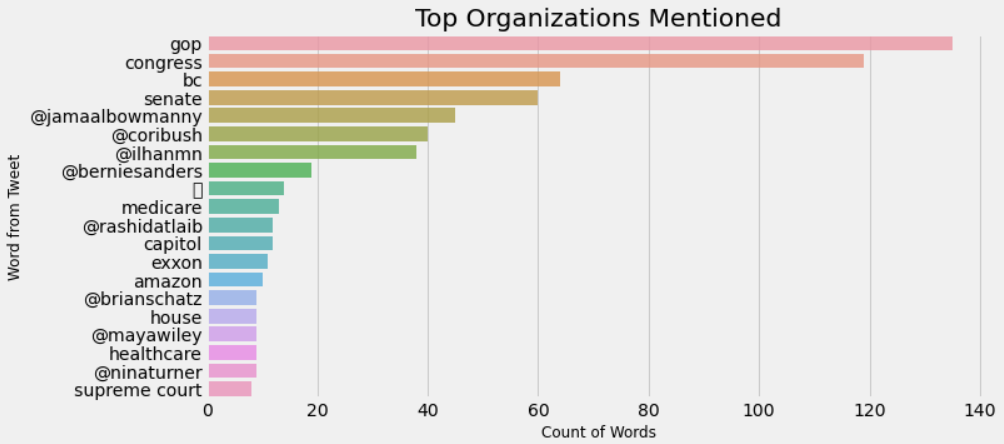 Top Organizations Mentioned
gop
congress
bc
senate
@jamaalbowmanny
@coribush
@ilhanmn
@berniesanders
medicare
@rashidatlaib
capitol
exxon
amazon
@brianschatz
house
@mayawiley
healthcare
@ninaturner
supreme court
Word from Tweet
0 20 40 60 80 100 120 140
Count of Words